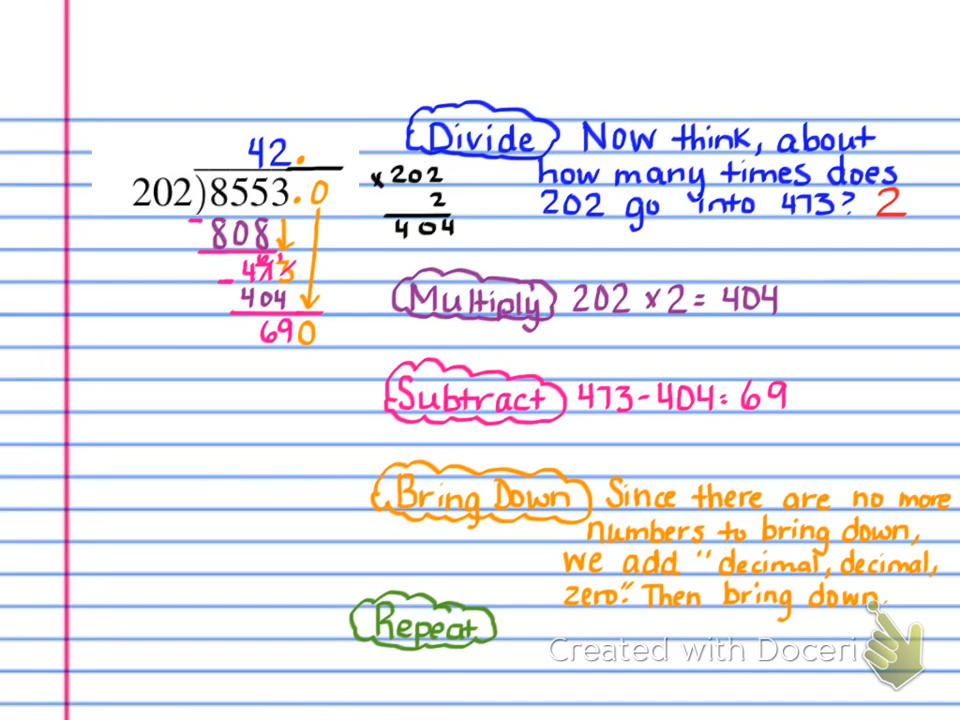 42.
202)8553.0
- 808
- 473
404
690
× 202
2
404
Divide Now think, about
how many times does
202 go into 473? 2
Multiply 202 × 2 = 404
Subtract 473 - 404 = 69
Bring Down Since there are no more
numbers to bring down,
we add "decimal, decimal,
zero". Then bring down.
Repeat
Created with Doceri